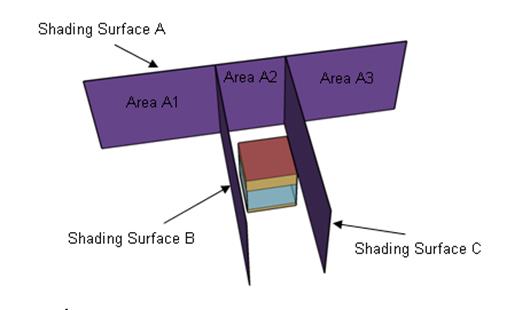 Shading Surface A
Area A1
Area A2
Area A3
Shading Surface B
Shading Surface C